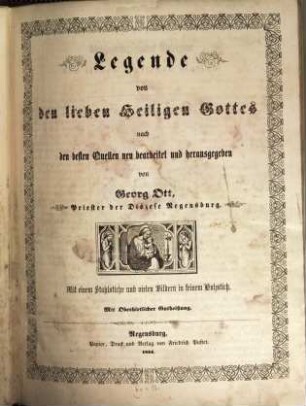 Legende
von
den lieben Heiligen Gottes
nach
den besten Quellen neu bearbeitet und herausgegeben
von
Georg Ott,
Priester der Diözese Regensburg.
Mit einem Stahlstiche und vielen Bildern in feinem Holzstich.
Mit Oberhirtlicher Gutheißung.
Regensburg.
Papier, Druck und Verlag von Friedrich Pustet.